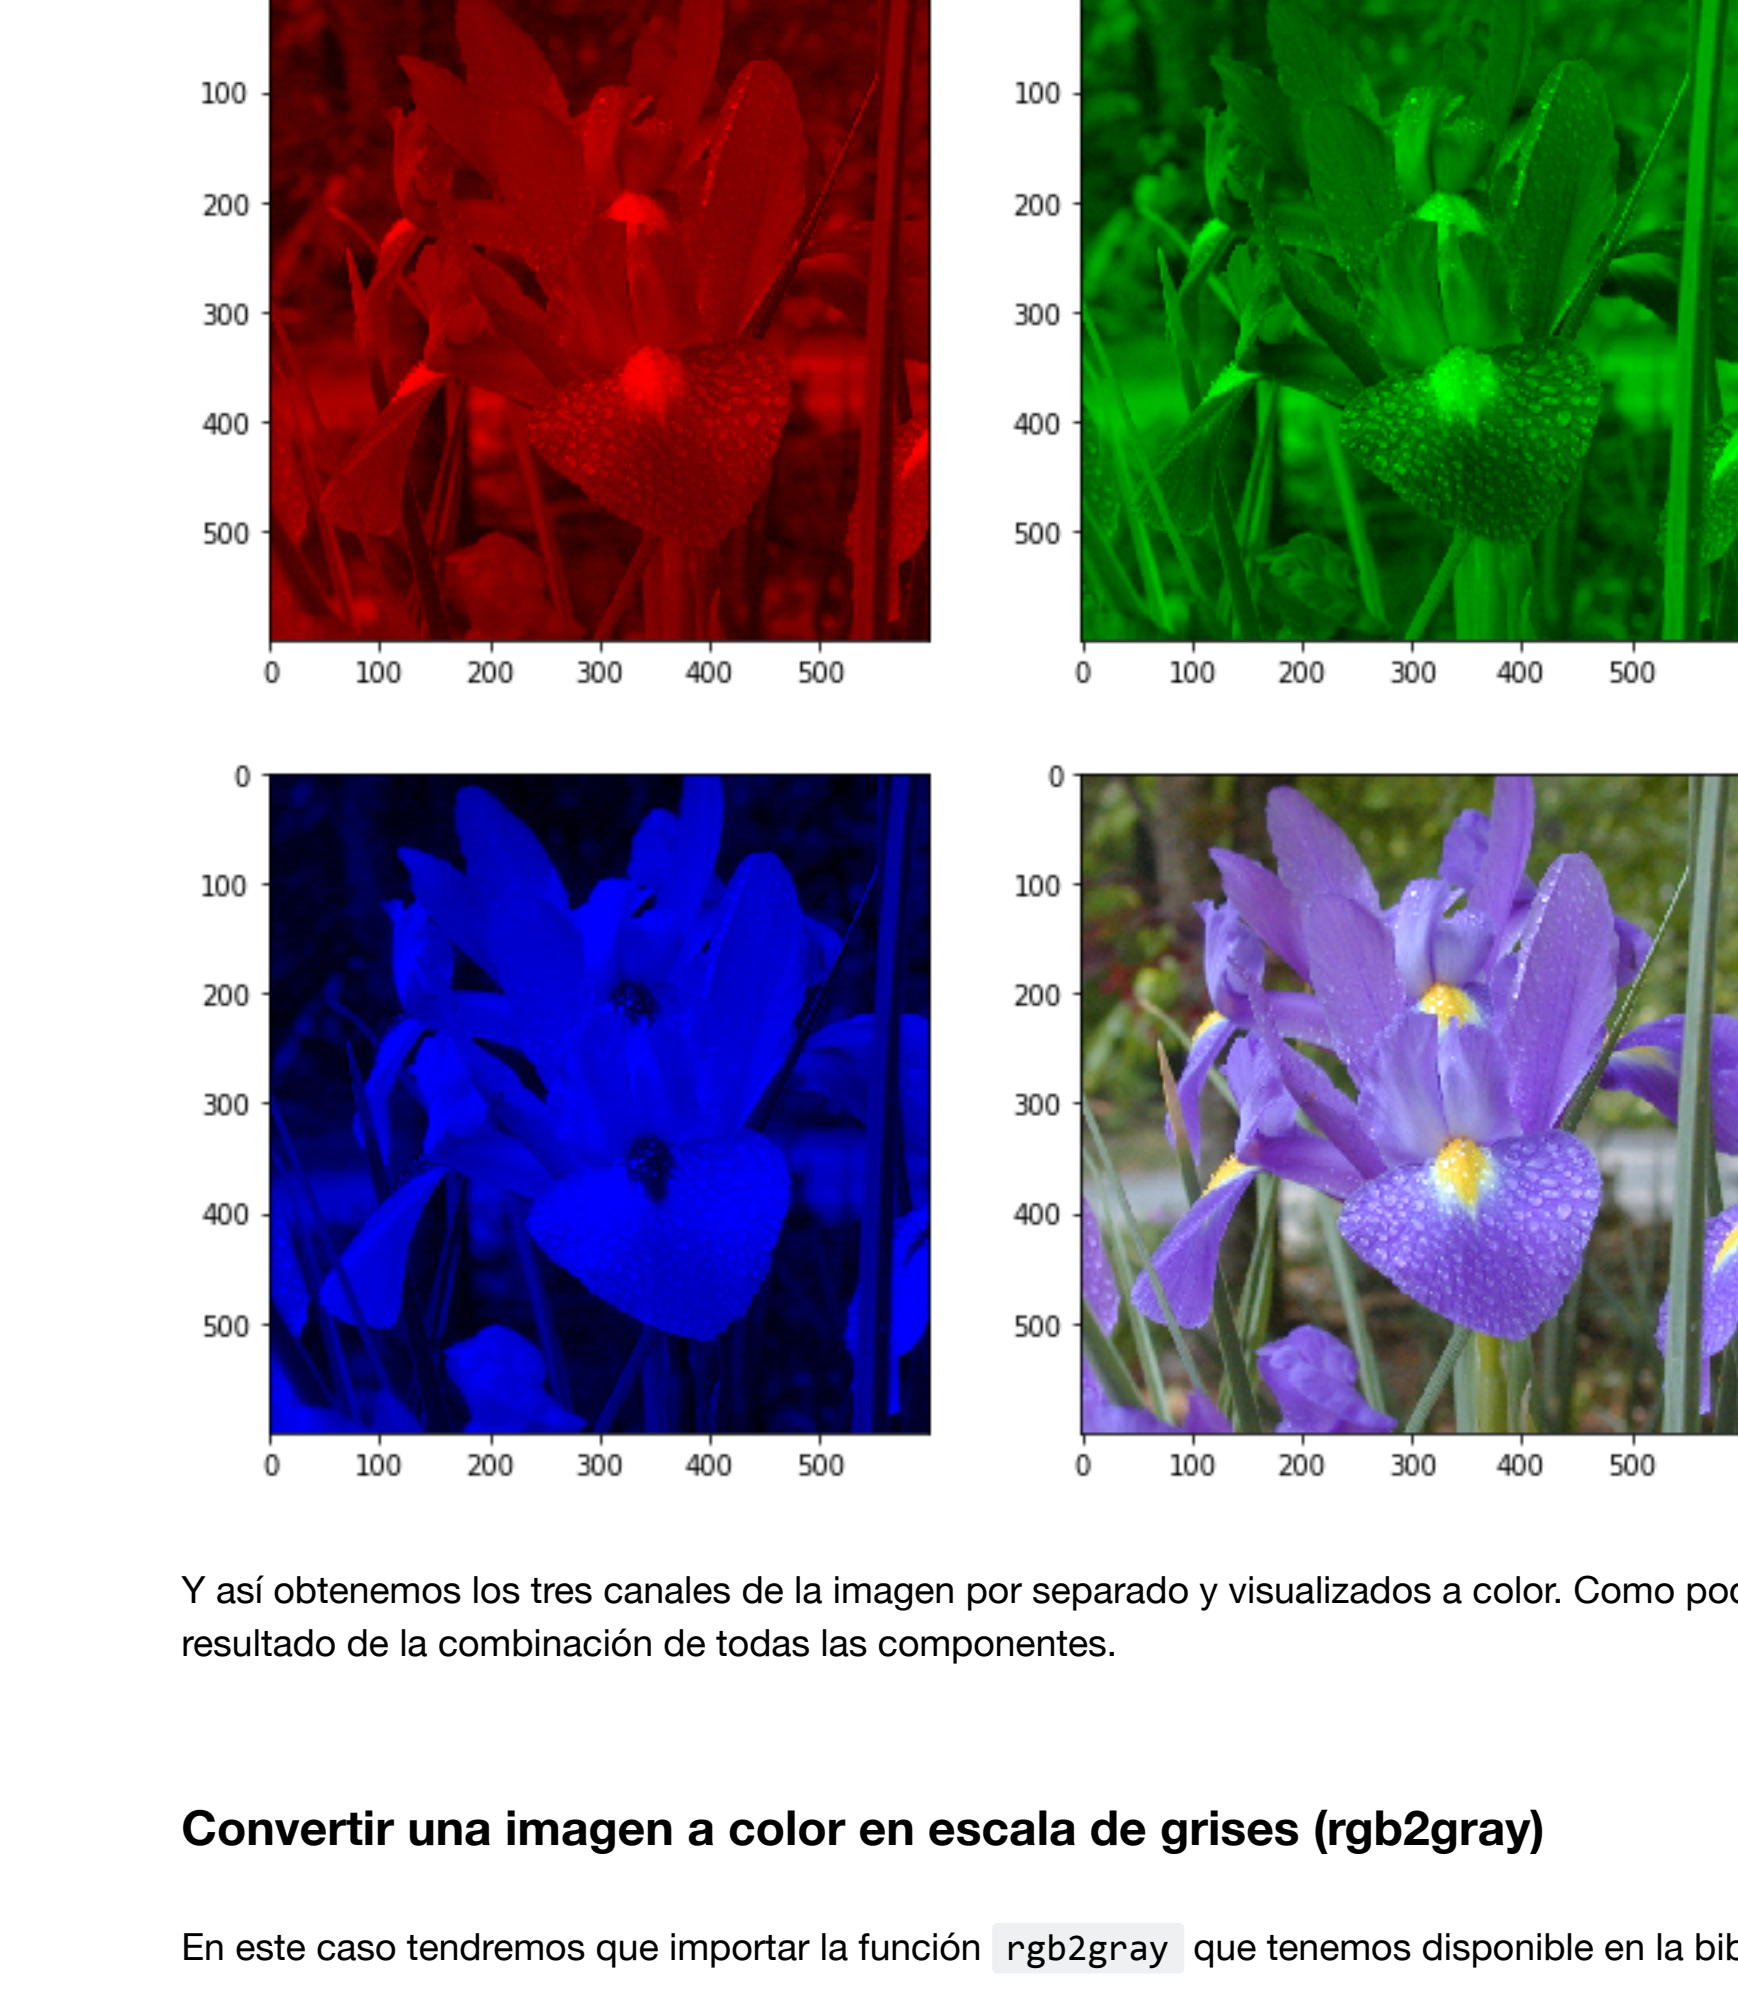 100
200
300
400
500
0 100 200 300 400 500
100
200
300
400
500
0 100 200 300 400 500
0
100
200
300
400
500
0 100 200 300 400 500
0
100
200
300
400
500
0 100 200 300 400 500
Y así obtenemos los tres canales de la imagen por separado y visualizados a color. Como
resultado de la combinación de todas las componentes.
Convertir una imagen a color en escala de grises (rgb2gray)
En este caso tendremos que importar la función rgb2gray que tenemos disponible en la